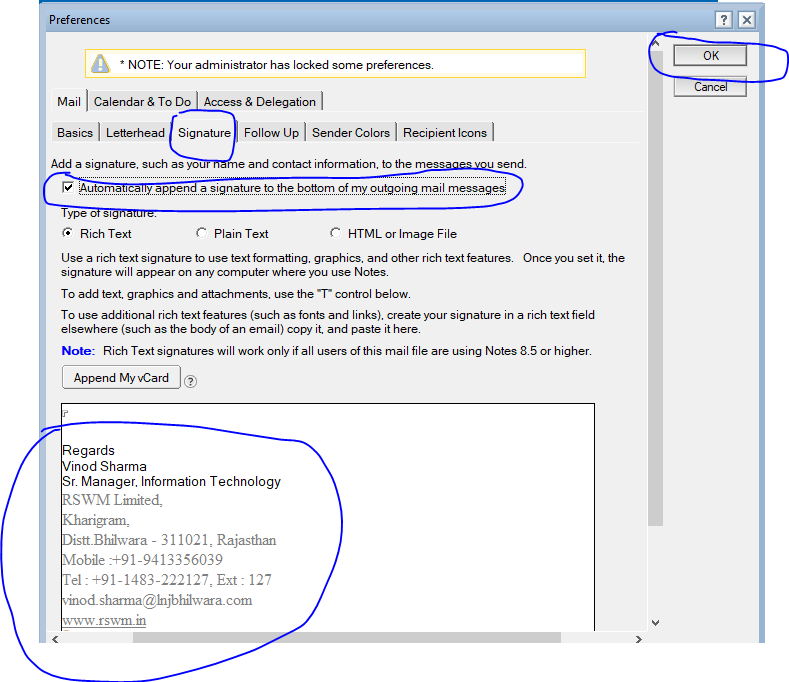 Preferences
? X
* NOTE: Your administrator has locked some preferences.
OK
Cancel
Mail Calendar & To Do Access & Delegation
Basics Letterhead Signature Follow Up Sender Colors Recipient Icons
Add a signature, such as your name and contact information, to the messages you send.
Automatically append a signature to the bottom of my outgoing mail messages
Type of signature:
Rich Text Plain Text HTML or Image File
Use a rich text signature to use text formatting, graphics, and other rich text features. Once you set it, the
signature will appear on any computer where you use Notes.
To add text, graphics and attachments, use the "T" control below.
To use additional rich text features (such as fonts and links), create your signature in a rich text field
elsewhere (such as the body of an email) copy it, and paste it here.
Note: Rich Text signatures will work only if all users of this mail file are using Notes 8.5 or higher.
Append My vCard ?
Regards
Vinod Sharma
Sr. Manager, Information Technology
RSWM Limited,
Kharigram,
Distt.Bhilwara - 311021, Rajasthan
Mobile :+91-9413356039
Tel : +91-1483-222127, Ext : 127
vinod.sharma@lnjbhilwara.com
www.rswm.in